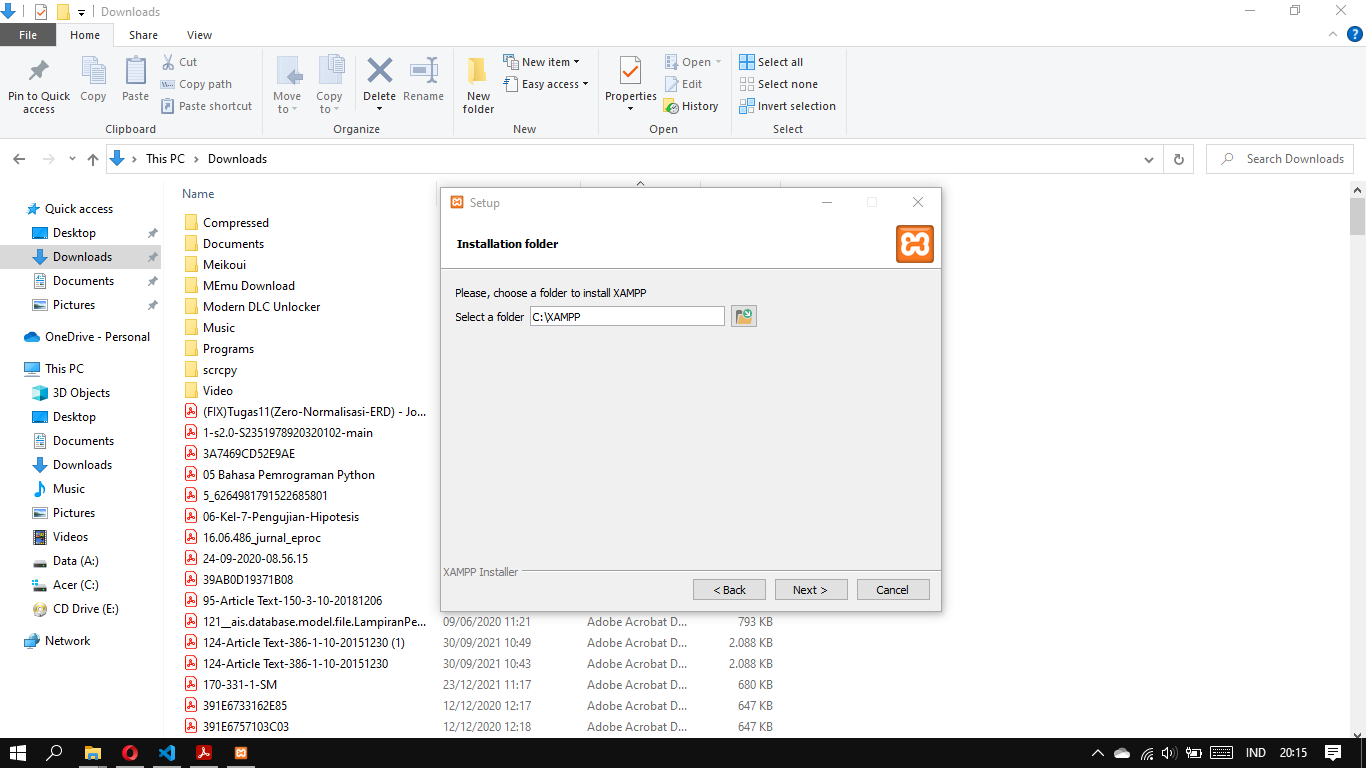 Downloads
File Home Share View
Pin to Quick access
Copy
Paste
Cut
Copy path
Paste shortcut
Clipboard
Move to
Copy to
Delete
Rename
Organize
New folder
New item
Easy access
New
Properties
Open
Edit
History
Open
Select all
Select none
Invert selection
Select
This PC > Downloads
Search Downloads
Quick access
Desktop
Downloads
Documents
Pictures
OneDrive - Personal
This PC
3D Objects
Desktop
Documents
Downloads
Music
Pictures
Videos
Data (A:)
Acer (C:)
CD Drive (E:)
Network
Name
Compressed
Documents
Meikoui
MEmu Download
Modern DLC Unlocker
Music
Programs
scrcpy
Video
(FIX)Tugas11(Zero-Normalisasi-ERD) - Jo...
1-s2.0-S2351978920320102-main
3A7469CD52E9AE
05 Bahasa Pemrograman Python
5_6264981791522685801
06-Kel-7-Pengujian-Hipotesis
16.06.486_jurnal_eproc
24-09-2020-08.56.15
39AB0D19371B08
95-Article Text-150-3-10-20181206
121__ais.database.model.file.LampiranPe... 09/06/2020 11:21 Adobe Acrobat D... 793 KB
124-Article Text-386-1-10-20151230 (1) 30/09/2021 10:49 Adobe Acrobat D... 2.088 KB
124-Article Text-386-1-10-20151230 30/09/2021 10:43 Adobe Acrobat D... 2.088 KB
170-331-1-SM 23/12/2021 11:17 Adobe Acrobat D... 680 KB
391E6733162E85 12/12/2020 12:17 Adobe Acrobat D... 647 KB
391E6757103C03 12/12/2020 12:18 Adobe Acrobat D... 647 KB
Setup
Installation folder
Please, choose a folder to install XAMPP
Select a folder C:\XAMPP
XAMPP Installer
< Back Next > Cancel
IND 20:15